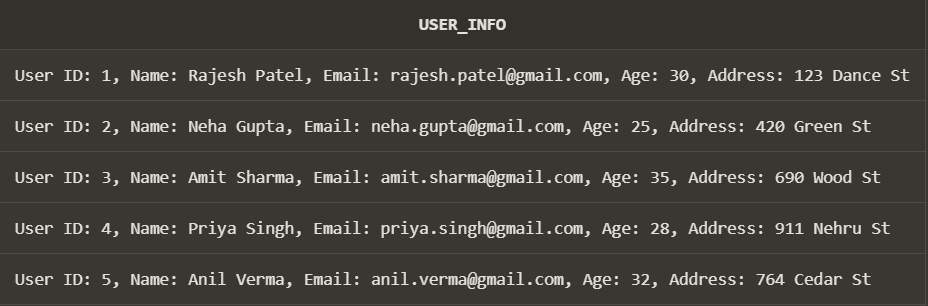 USER_INFO
User ID: 1, Name: Rajesh Patel, Email: rajesh.patel@gmail.com, Age: 30, Address: 123 Dance St
User ID: 2, Name: Neha Gupta, Email: neha.gupta@gmail.com, Age: 25, Address: 420 Green St
User ID: 3, Name: Amit Sharma, Email: amit.sharma@gmail.com, Age: 35, Address: 690 Wood St
User ID: 4, Name: Priya Singh, Email: priya.singh@gmail.com, Age: 28, Address: 911 Nehru St
User ID: 5, Name: Anil Verma, Email: anil.verma@gmail.com, Age: 32, Address: 764 Cedar St